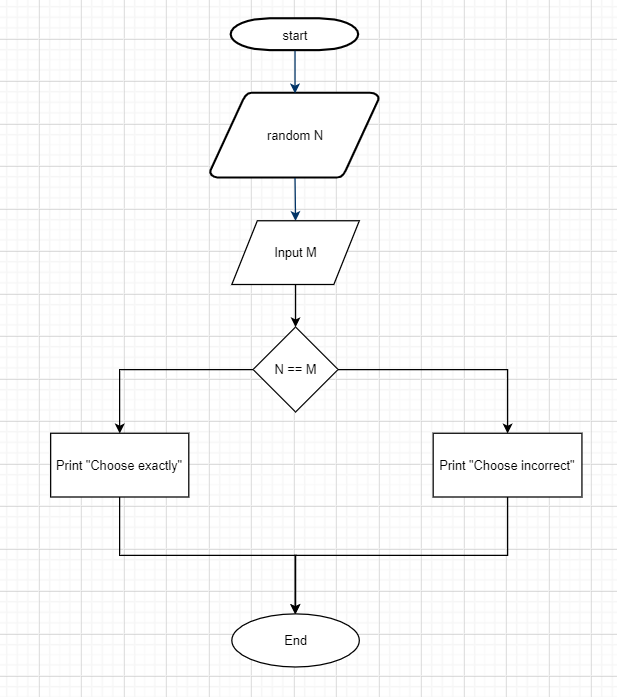 start
random N
Input M
N == M
Print "Choose exactly"
Print "Choose incorrect"
End